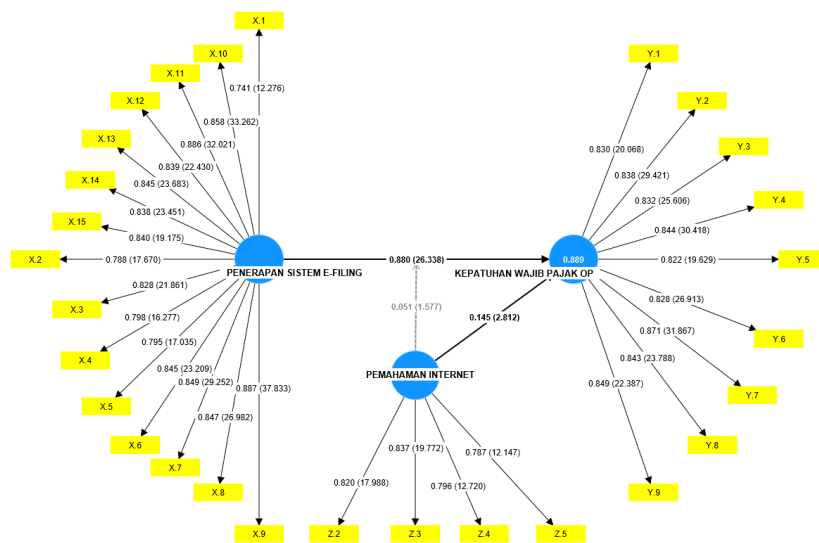 X.1
X.10
X.11
X.12
X.13
X.14
X.15
X.2
X.3
X.4
X.5
X.6
X.7
X.8
X.9
0.741 (12.276)
0.858 (33.262)
0.886 (32.021)
0.839 (22.430)
0.845 (23.683)
0.838 (23.451)
0.840 (19.175)
0.788 (17.670)
0.828 (21.861)
0.798 (16.277)
0.795 (17.035)
0.845 (23.209)
0.849 (29.252)
0.847 (26.982)
0.887 (37.833)
PENERAPAN SISTEM E-FILING
0.880 (26.338)
0.051 (1.577)
0.145 (2.812)
PEMAHAMAN INTERNET
0.820 (17.988)
0.837 (19.772)
0.796 (12.720)
0.787 (12.147)
Z.2
Z.3
Z.4
Z.5
0.889
KEPATUHAN WAJIB PAJAK OP
0.830 (20.068)
0.838 (29.421)
0.832 (25.606)
0.844 (30.418)
0.822 (19.629)
0.828 (26.913)
0.871 (31.867)
0.843 (23.788)
0.849 (22.387)
Y.1
Y.2
Y.3
Y.4
Y.5
Y.6
Y.7
Y.8
Y.9